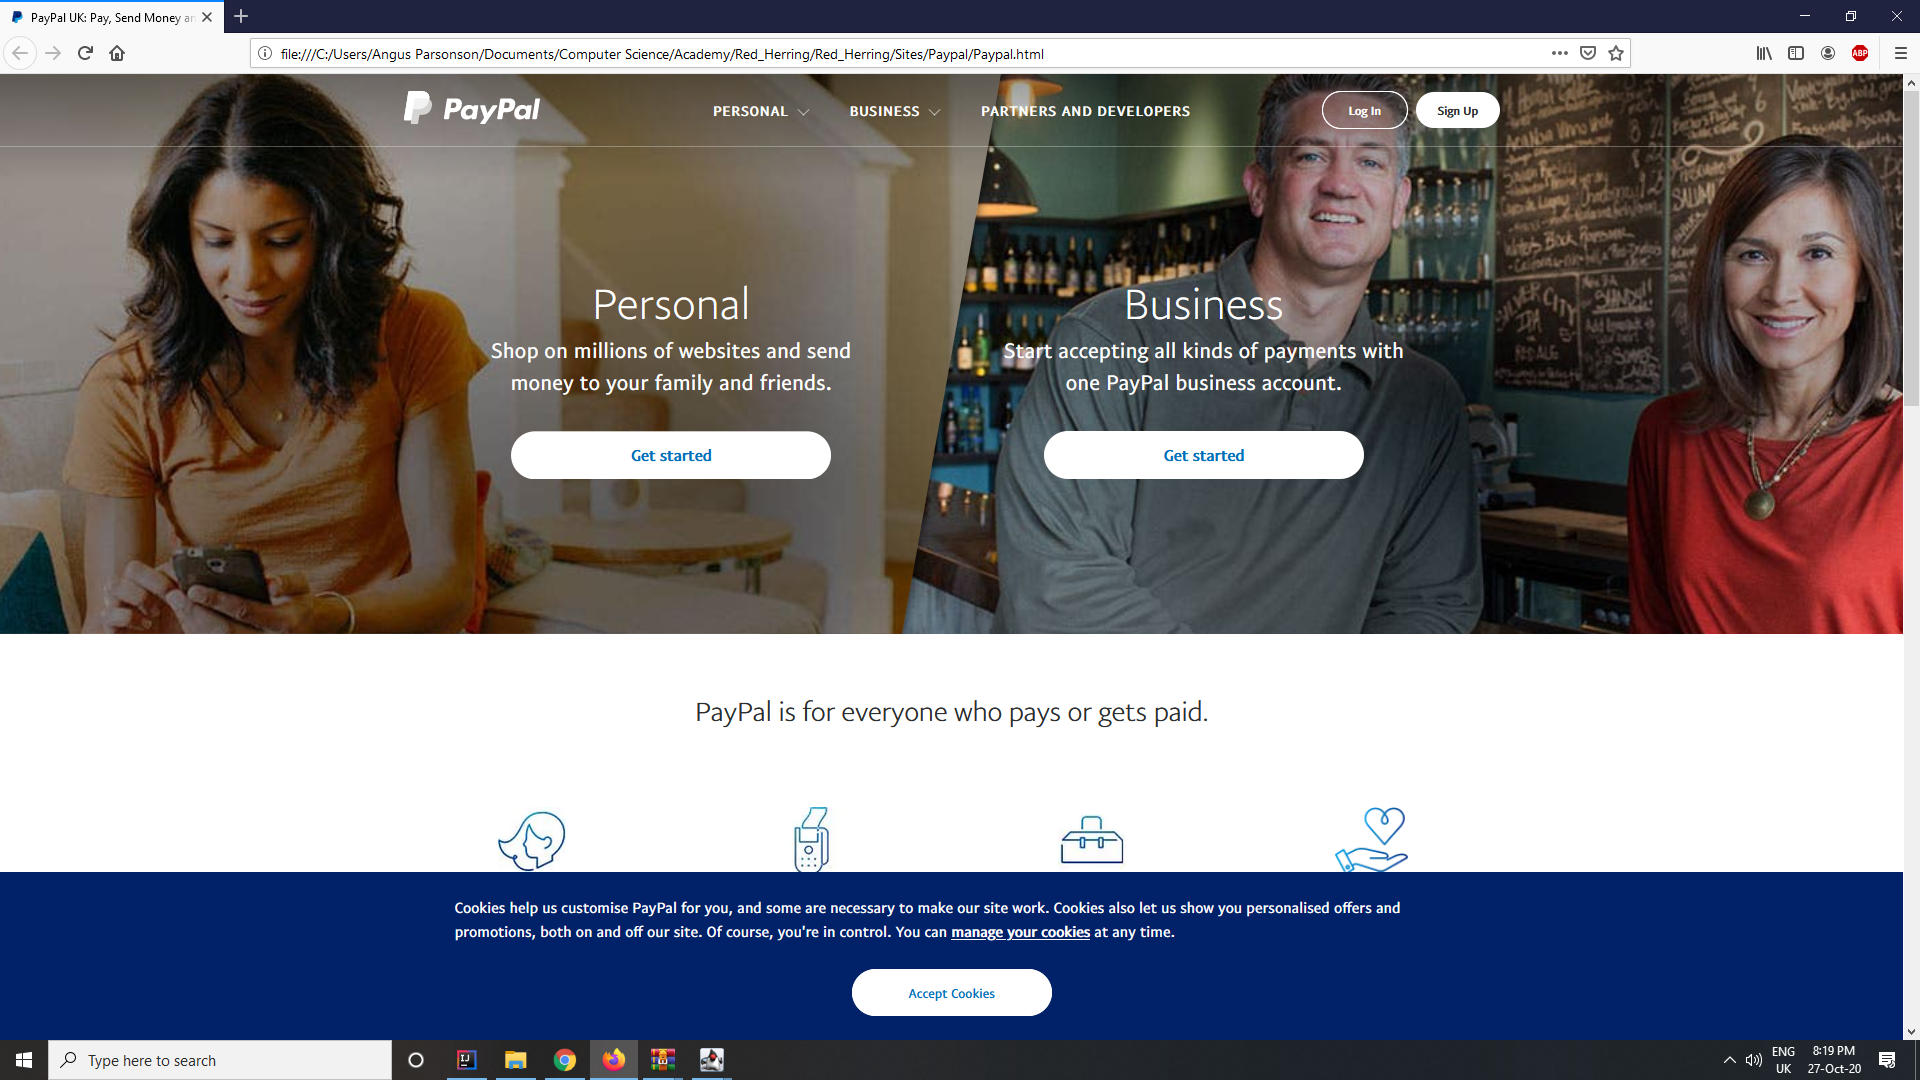 PayPal UK: Pay, Send Money an
file:///C:/Users/Angus Parsonson/Documents/Computer Science/Academy/Red_Herring/Red_Herring/Sites/Paypal/Paypal.html
ABP
PayPal
PERSONAL
BUSINESS
PARTNERS AND DEVELOPERS
Log In
Sign Up
Personal
Shop on millions of websites and send
money to your family and friends.
Get started
Business
Start accepting all kinds of payments with
one PayPal business account.
Get started
PayPal is for everyone who pays or gets paid.
Cookies help us customise PayPal for you, and some are necessary to make our site work. Cookies also let us show you personalised offers and
promotions, both on and off our site. Of course, you're in control. You can manage your cookies at any time.
Accept Cookies
Type here to search
IJ
ENG
UK
8:19 PM
27-Oct-20